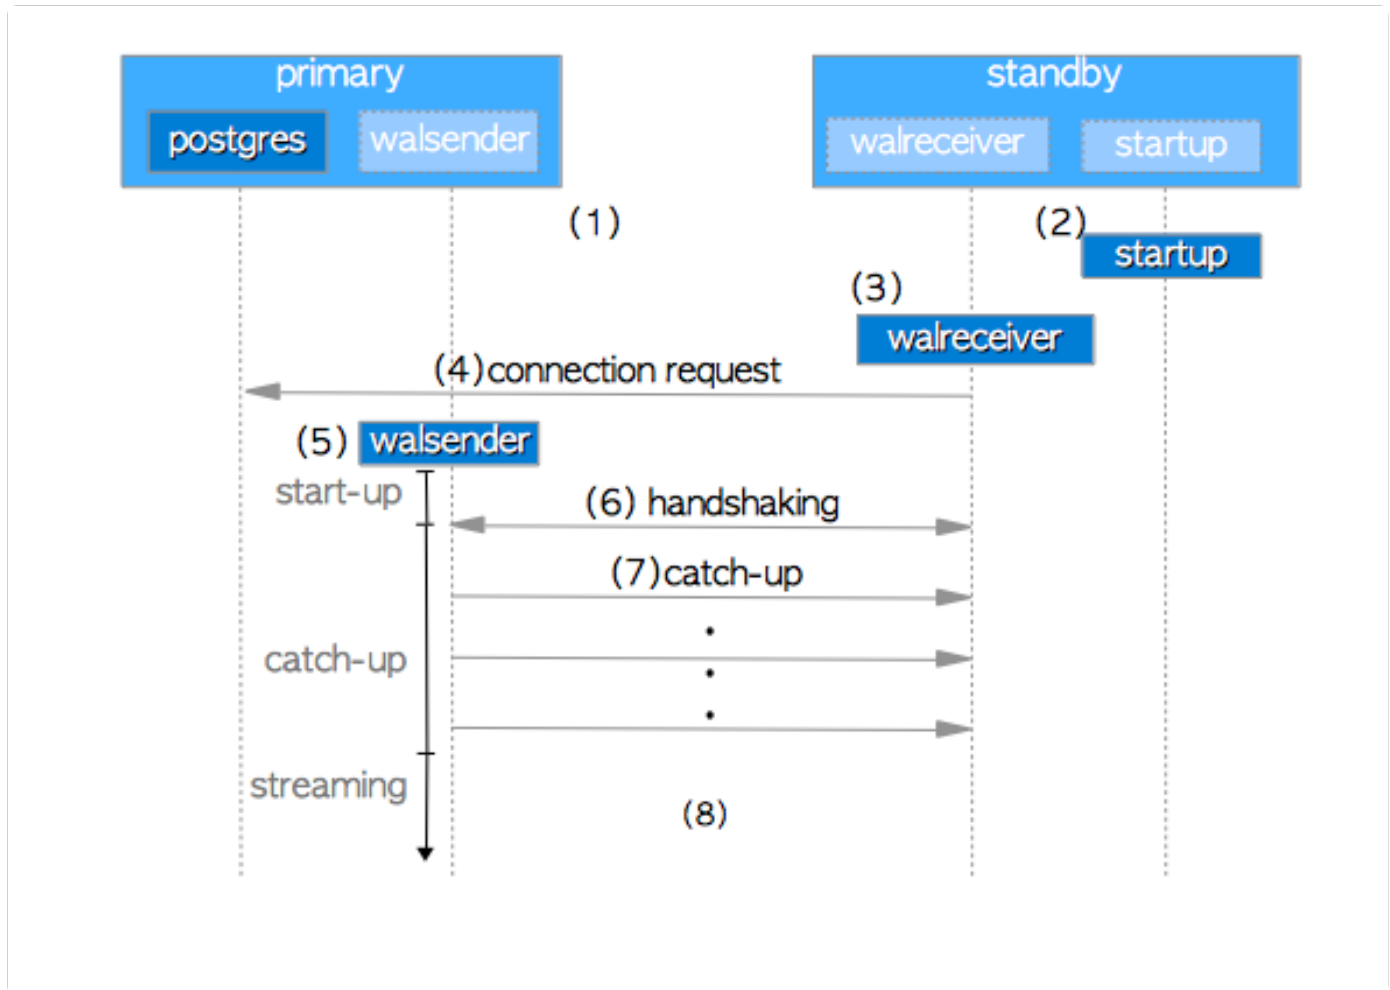 primary
standby
postgres
walsender
walreceiver
startup
(1)
(2)
startup
(3)
walreceiver
(4)connection request
(5)
walsender
start-up
(6) handshaking
(7)catch-up
catch-up
streaming
(8)